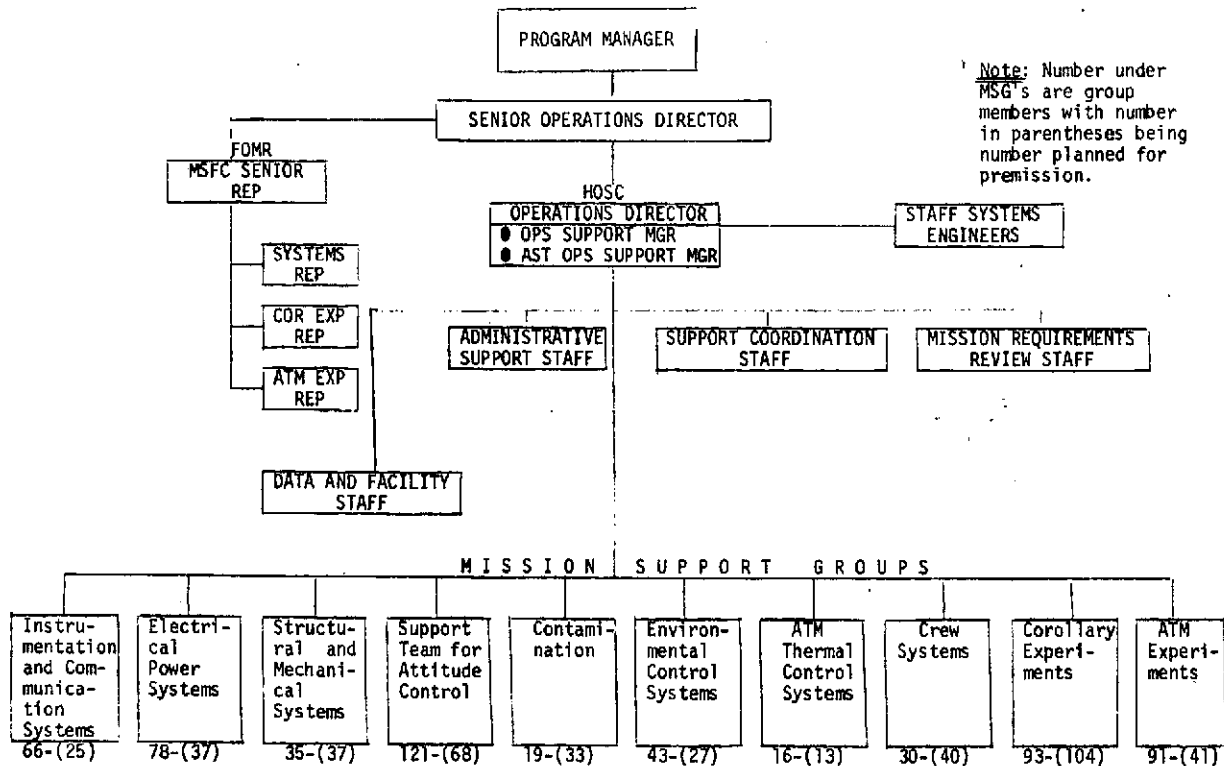 PROGRAM MANAGER
Note: Number under
MSG's are group
members with number
in parentheses being
number planned for
premission.
SENIOR OPERATIONS DIRECTOR
FOMR
MSFC SENIOR
REP
HOSC
OPERATIONS DIRECTOR
● OPS SUPPORT MGR
● AST OPS SUPPORT MGR
STAFF SYSTEMS
ENGINEERS
SYSTEMS
REP
COR EXP
REP
ATM EXP
REP
ADMINISTRATIVE
SUPPORT STAFF
SUPPORT COORDINATION
STAFF
MISSION REQUIREMENTS
REVIEW STAFF
DATA AND FACILITY
STAFF
MISSION SUPPORT GROUPS
Instru-
mentation
and Com-
munica-
tion
Systems
66-(25)
Electri-
cal
Power
Systems
78-(37)
Structu-
ral and
Mechani-
cal
Systems
35-(37)
Support
Team for
Attitude
Control
121-(68)
Contami-
nation
19-(33)
Environ-
mental
Control
Systems
43-(27)
ATM
Thermal
Control
Systems
16-(13)
Crew
Systems
30-(40)
Corollary
Experi-
ments
93-(104)
ATM
Experi-
ments
91-(41)